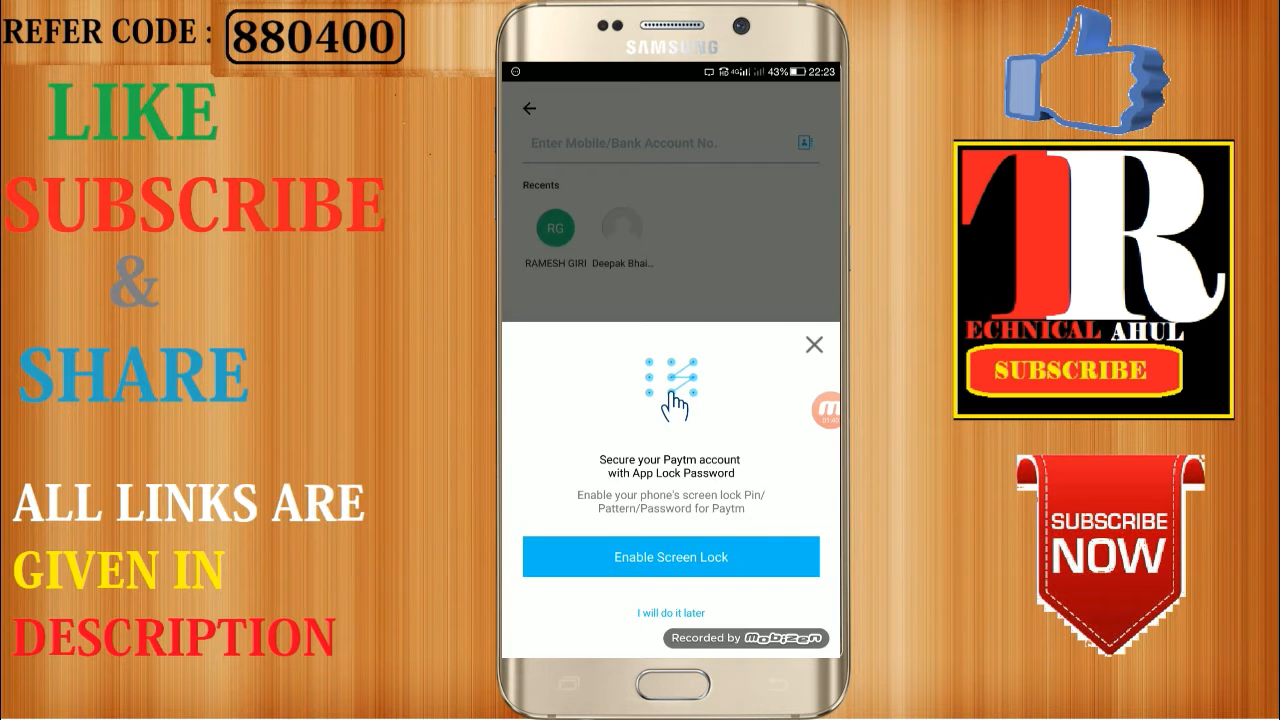 REFER CODE : 880400
LIKE
SUBSCRIBE
&
SHARE
ALL LINKS ARE
GIVEN IN
DESCRIPTION
SAMSUNG
4G 43% 22:23
Enter Mobile/Bank Account No.
Recents
RG
RAMESH GIRI Deepak Bhai...
Secure your Paytm account
with App Lock Password
Enable your phone's screen lock Pin/
Pattern/Password for Paytm
Enable Screen Lock
I will do it later
Recorded by mobizen
TR
ECHNICAL AHUL
SUBSCRIBE
SUBSCRIBE
NOW